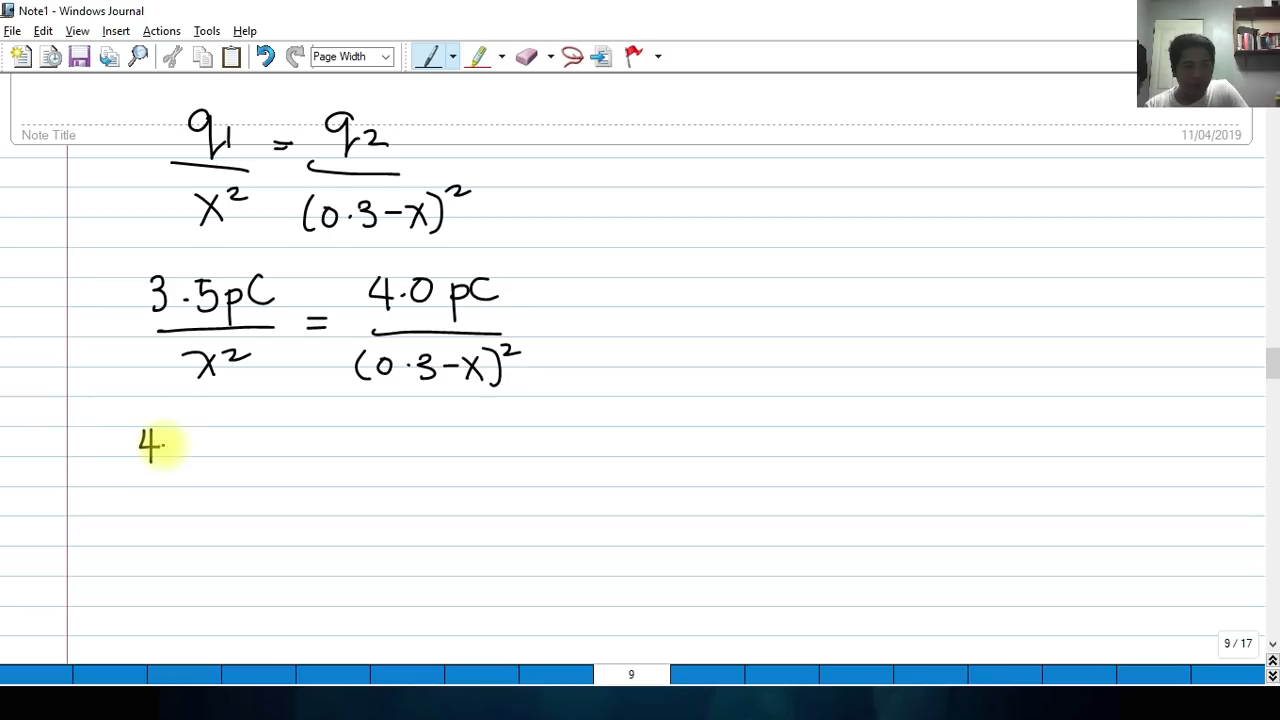 Note1 - Windows Journal
File Edit View Insert Actions Tools Help
Page Width
q1 = q2
x² (0.3-x)²
Note Title 11/04/2019
3.5pC = 4.0 pC
x² (0.3-x)²
4.
9 / 17
9